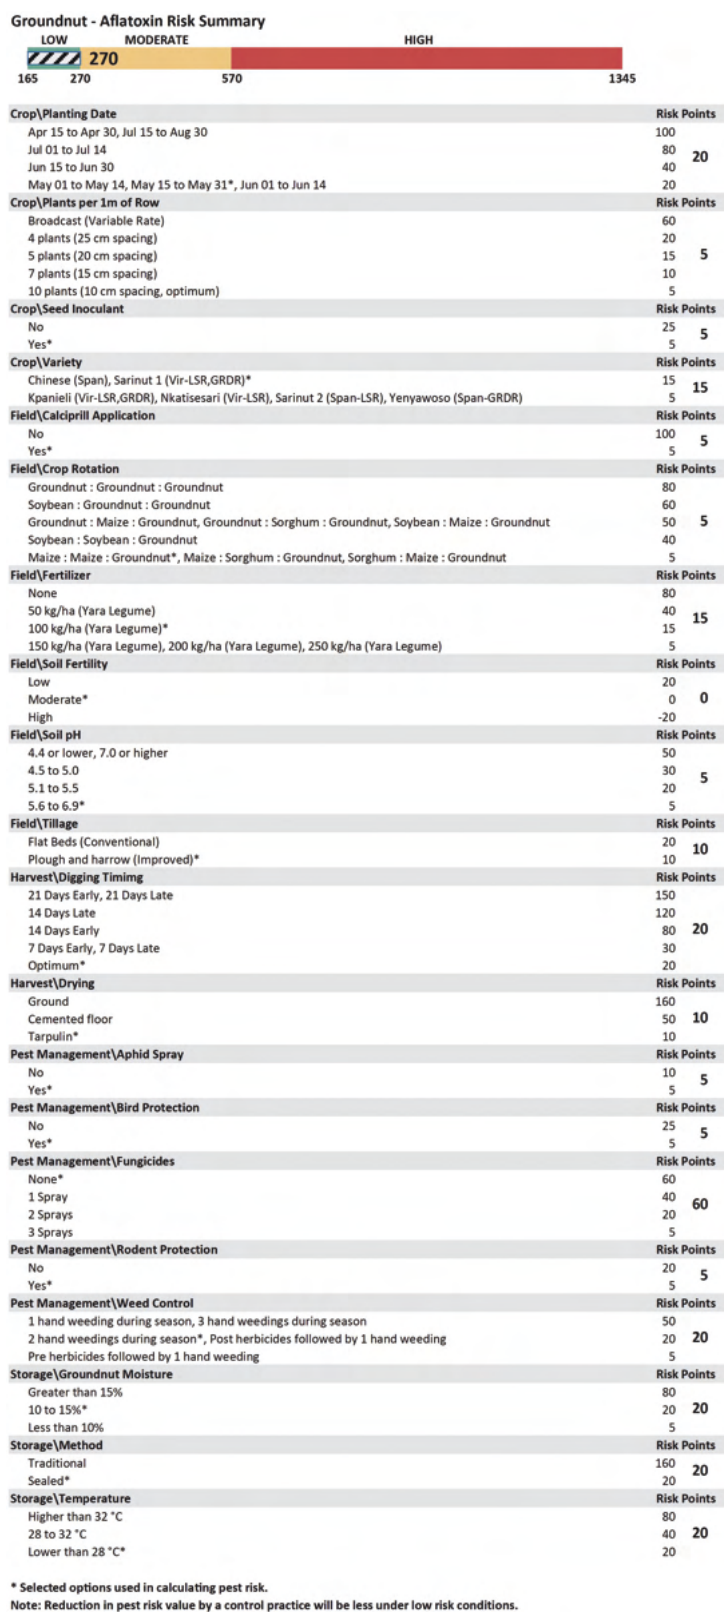 Groundnut - Aflatoxin Risk Summary
LOW MODERATE HIGH
270
165 270 570 1345
Crop\Planting Date Risk Points
Apr 15 to Apr 30, Jul 15 to Aug 30 100
Jul 01 to Jul 14 80
20
Jun 15 to Jun 30 40
May 01 to May 14, May 15 to May 31*, Jun 01 to Jun 14 20
Crop\Plants per 1m of Row Risk Points
Broadcast (Variable Rate) 60
4 plants (25 cm spacing) 20
5 plants (20 cm spacing) 15 5
7 plants (15 cm spacing) 10
10 plants (10 cm spacing, optimum) 5
Crop\Seed Inoculant Risk Points
No 25
5
Yes* 5
Crop\Variety Risk Points
Chinese (Span), Sarinut 1 (Vir-LSR,GRDR)* 15
15
Kpanieli (Vir-LSR,GRDR), Nkatisesari (Vir-LSR), Sarinut 2 (Span-LSR), Yenyawoso (Span-GRDR) 5
Field\Calciprill Application Risk Points
No 100
5
Yes* 5
Field\Crop Rotation Risk Points
Groundnut : Groundnut : Groundnut 80
Soybean : Groundnut : Groundnut 60
Groundnut : Maize : Groundnut, Groundnut : Sorghum : Groundnut, Soybean : Maize : Groundnut 50 5
Soybean : Soybean : Groundnut 40
Maize : Maize : Groundnut*, Maize : Sorghum : Groundnut, Sorghum : Maize : Groundnut 5
Field\Fertilizer Risk Points
None 80
50 kg/ha (Yara Legume) 40
15
100 kg/ha (Yara Legume)* 15
150 kg/ha (Yara Legume), 200 kg/ha (Yara Legume), 250 kg/ha (Yara Legume) 5
Field\Soil Fertility Risk Points
Low 20
Moderate* 0 0
High -20
Field\Soil pH Risk Points
4.4 or lower, 7.0 or higher 50
4.5 to 5.0 30
5
5.1 to 5.5 20
5.6 to 6.9* 5
Field\Tillage Risk Points
Flat Beds (Conventional) 20
10
Plough and harrow (Improved)* 10
Harvest\Digging Timimg Risk Points
21 Days Early, 21 Days Late 150
14 Days Late 120
14 Days Early 80 20
7 Days Early, 7 Days Late 30
Optimum* 20
Harvest\Drying Risk Points
Ground 160
Cemented floor 50 10
Tarpulin* 10
Pest Management\Aphid Spray Risk Points
No 10
5
Yes* 5
Pest Management\Bird Protection Risk Points
No 25
5
Yes* 5
Pest Management\Fungicides Risk Points
None* 60
1 Spray 40
60
2 Sprays 20
3 Sprays 5
Pest Management\Rodent Protection Risk Points
No 20
5
Yes* 5
Pest Management\Weed Control Risk Points
1 hand weeding during season, 3 hand weedings during season 50
2 hand weedings during season*, Post herbicides followed by 1 hand weeding 20 20
Pre herbicides followed by 1 hand weeding 5
Storage\Groundnut Moisture Risk Points
Greater than 15% 80
10 to 15%* 20 20
Less than 10% 5
Storage\Method Risk Points
Traditional 160
20
Sealed* 20
Storage\Temperature Risk Points
Higher than 32 °C 80
28 to 32 °C 40 20
Lower than 28 °C* 20
* Selected options used in calculating pest risk.
Note: Reduction in pest risk value by a control practice will be less under low risk conditions.